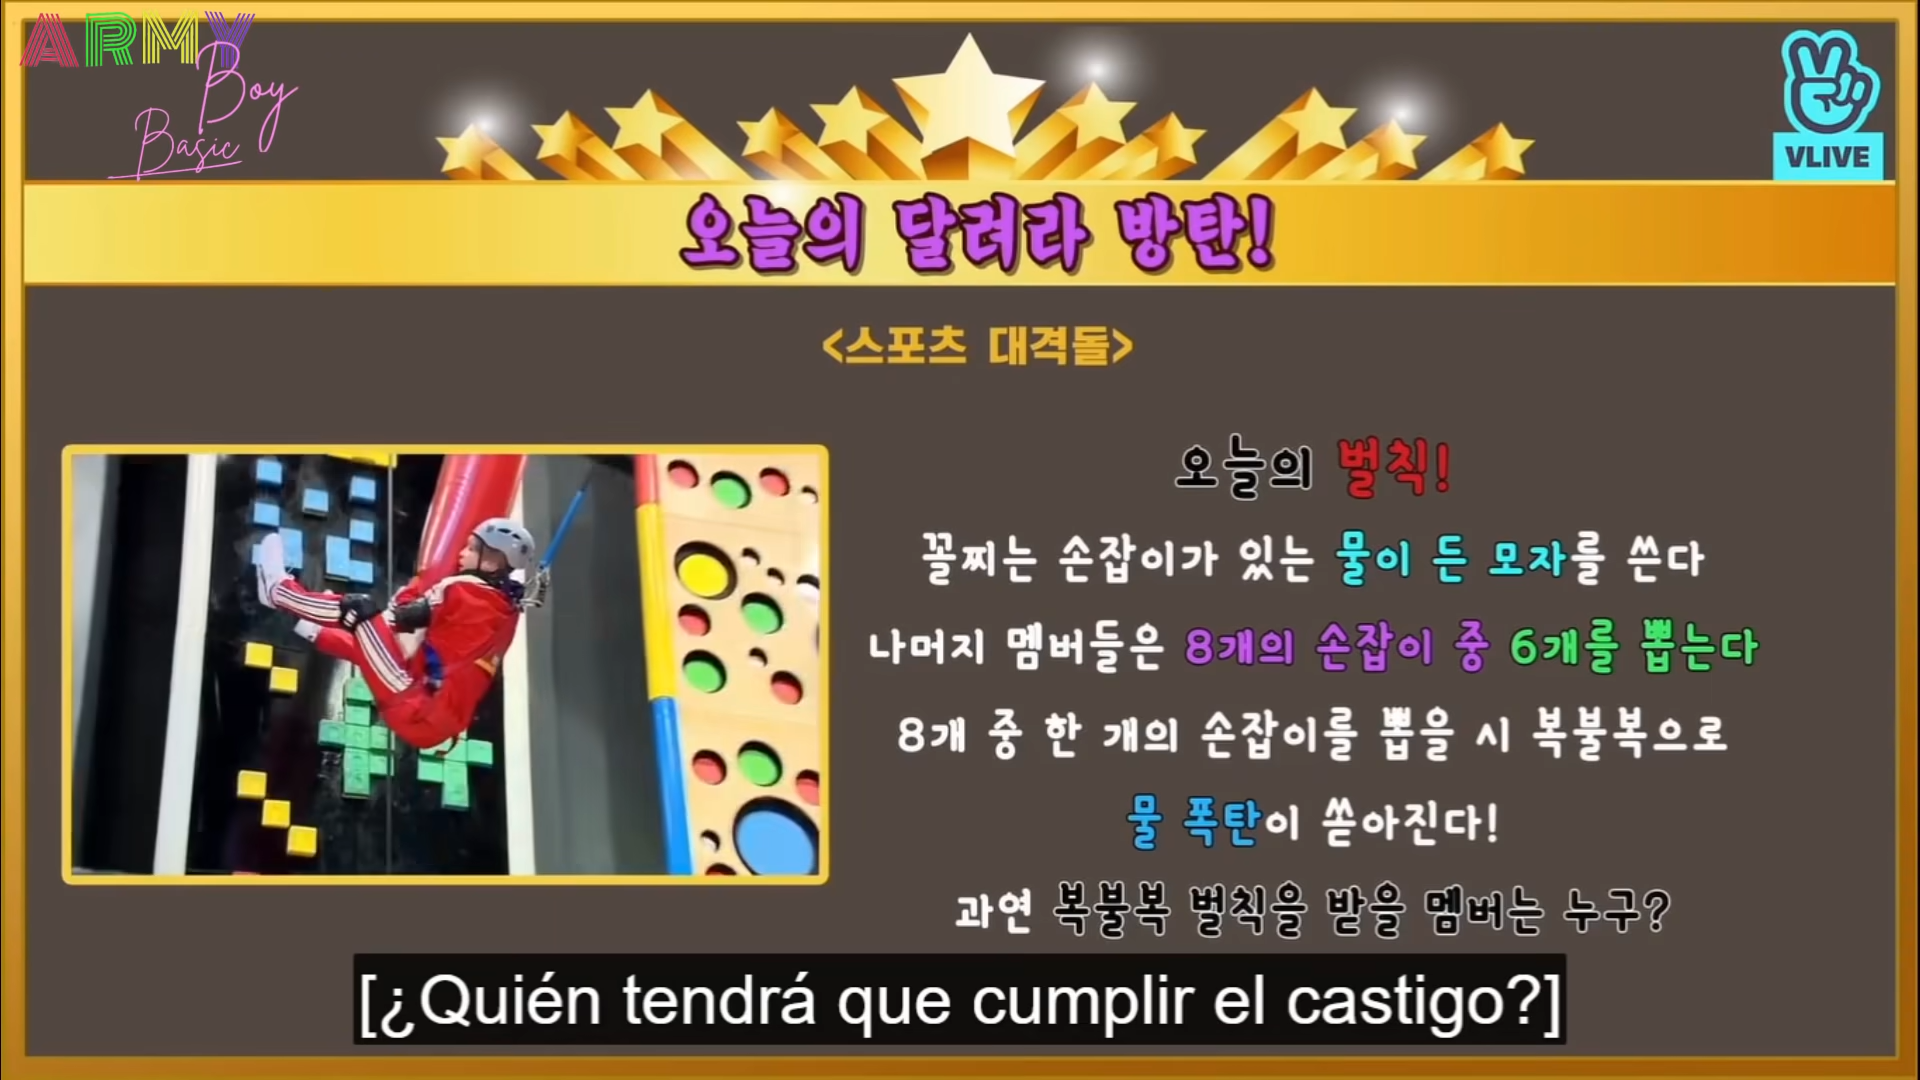 ARMY
Boy
Basic
VLIVE
오늘의 달려라 방탄!
<스포츠 대격돌>
오늘의 벌칙!
꼴찌는 손잡이가 있는 물이 든 모자를 쓴다
나머지 멤버들은 8개의 손잡이 중 6개를 뽑는다
8개 중 한 개의 손잡이를 뽑을 시 복불복으로
물 폭탄이 쏟아진다!
과연 복불복 벌칙을 받을 멤버는 누구?
[¿Quién tendrá que cumplir el castigo?]